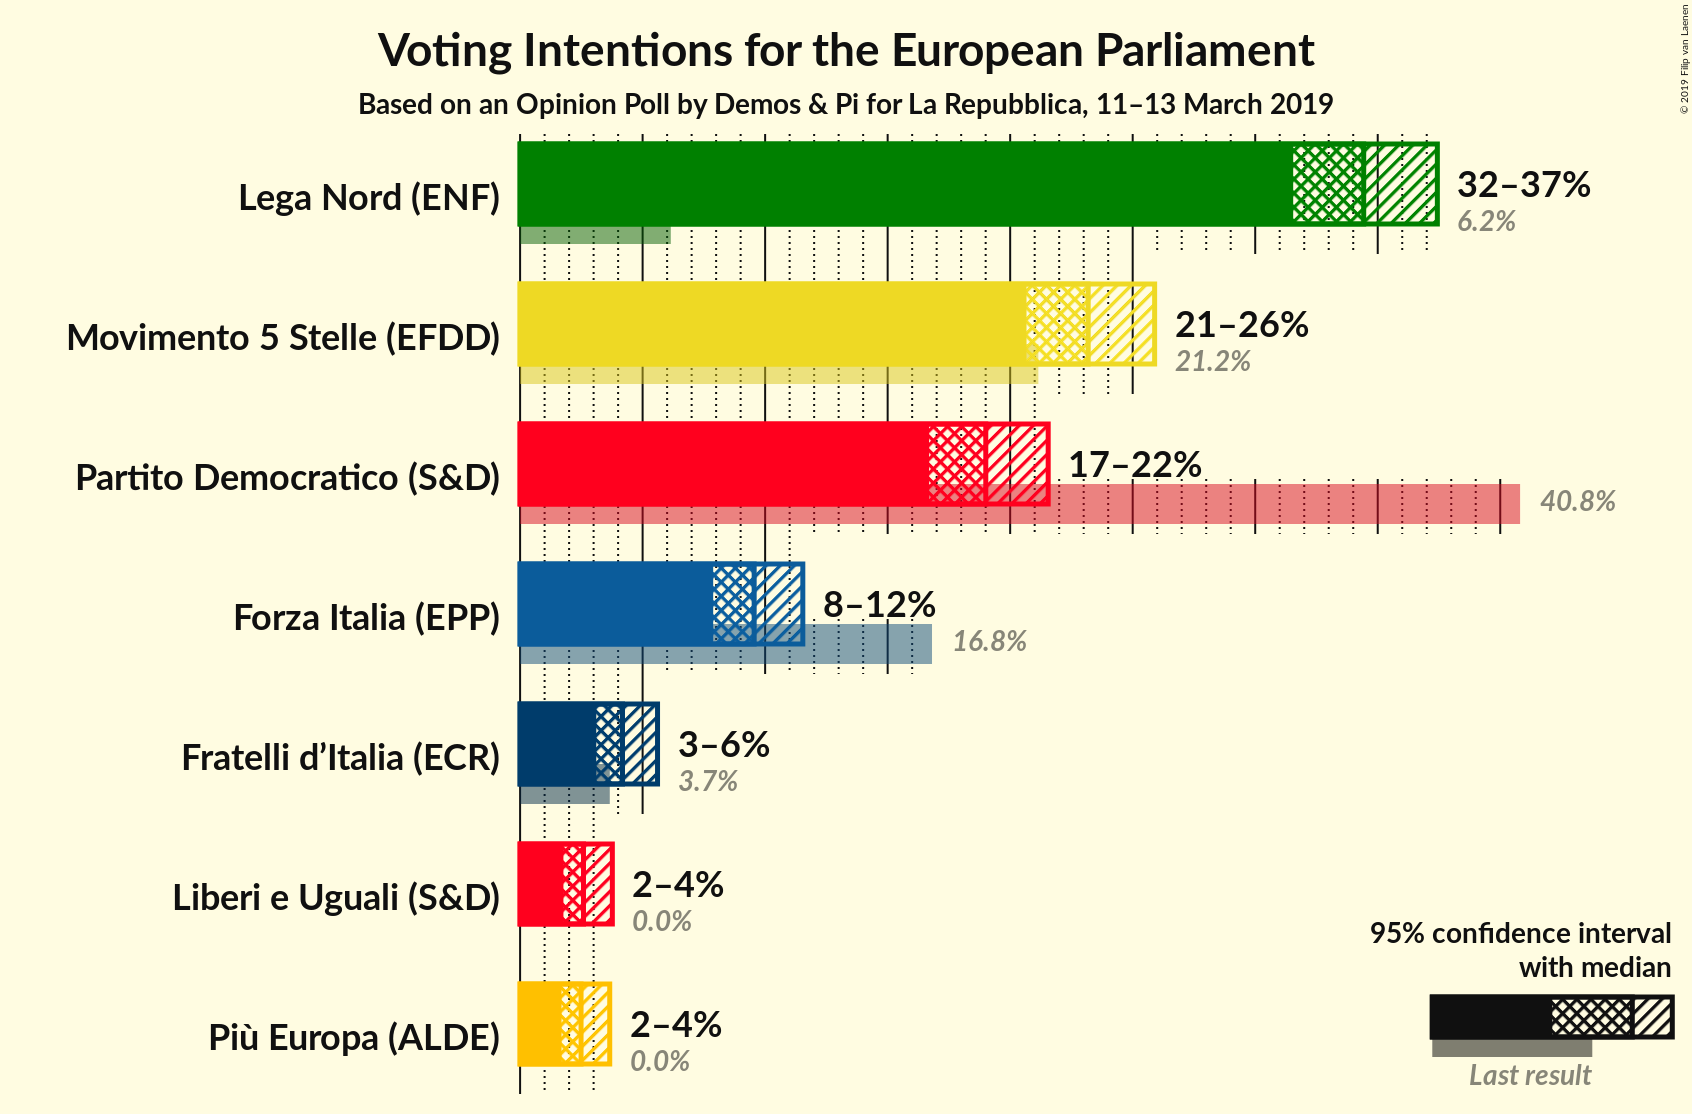 Voting Intentions for the European Parliament
Based on an Opinion Poll by Demos & Pi for La Repubblica, 11–13 March 2019
© 2019 Filip van Laenen
Lega Nord (ENF)
32–37%
6.2%
Movimento 5 Stelle (EFDD)
21–26%
21.2%
Partito Democratico (S&D)
17–22%
40.8%
Forza Italia (EPP)
8–12%
16.8%
Fratelli d’Italia (ECR)
3–6%
3.7%
Liberi e Uguali (S&D)
2–4%
0.0%
Più Europa (ALDE)
2–4%
0.0%
95% confidence interval
with median
Last result